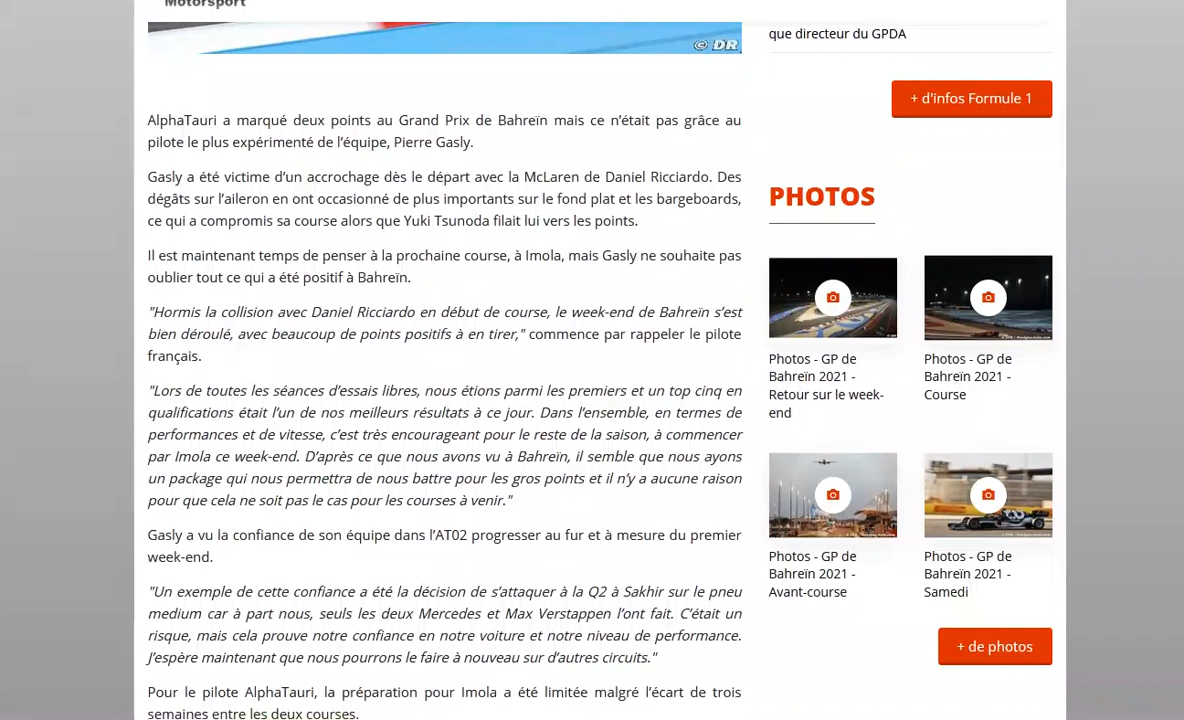 Motorsport
© DR
AlphaTauri a marqué deux points au Grand Prix de Bahreïn mais ce n’était pas grâce au
pilote le plus expérimenté de l’équipe, Pierre Gasly.
Gasly a été victime d’un accrochage dès le départ avec la McLaren de Daniel Ricciardo. Des
dégâts sur l’aileron en ont occasionné de plus importants sur le fond plat et les bargeboards,
ce qui a compromis sa course alors que Yuki Tsunoda filait lui vers les points.
Il est maintenant temps de penser à la prochaine course, à Imola, mais Gasly ne souhaite pas
oublier tout ce qui a été positif à Bahreïn.
"Hormis la collision avec Daniel Ricciardo en début de course, le week-end de Bahreïn s’est
bien déroulé, avec beaucoup de points positifs à en tirer," commence par rappeler le pilote
français.
"Lors de toutes les séances d’essais libres, nous étions parmi les premiers et un top cinq en
qualifications était l’un de nos meilleurs résultats à ce jour. Dans l’ensemble, en termes de
performances et de vitesse, c’est très encourageant pour le reste de la saison, à commencer
par Imola ce week-end. D’après ce que nous avons vu à Bahreïn, il semble que nous ayons
un package qui nous permettra de nous battre pour les gros points et il n’y a aucune raison
pour que cela ne soit pas le cas pour les courses à venir."
Gasly a vu la confiance de son équipe dans l’AT02 progresser au fur et à mesure du premier
week-end.
"Un exemple de cette confiance a été la décision de s’attaquer à la Q2 à Sakhir sur le pneu
medium car à part nous, seuls les deux Mercedes et Max Verstappen l’ont fait. C’était un
risque, mais cela prouve notre confiance en notre voiture et notre niveau de performance.
J’espère maintenant que nous pourrons le faire à nouveau sur d’autres circuits."
Pour le pilote AlphaTauri, la préparation pour Imola a été limitée malgré l’écart de trois
semaines entre les deux courses.
que directeur du GPDA
+ d'infos Formule 1
PHOTOS
Photos - GP de
Bahreïn 2021 -
Retour sur le week-
end
Photos - GP de
Bahreïn 2021 -
Course
Photos - GP de
Bahreïn 2021 -
Avant-course
Photos - GP de
Bahreïn 2021 -
Samedi
+ de photos